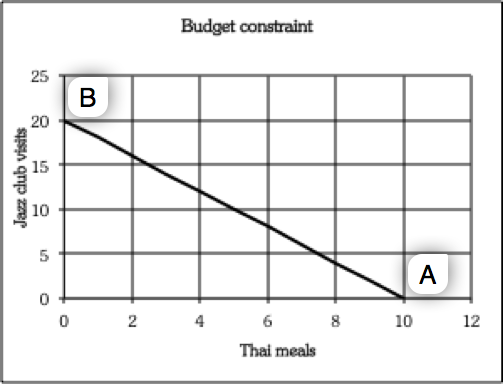 Budget constraint
25
B
20
15
10
5
A
0
0 2 4 6 8 10 12
Jazz club visits
Thai meals